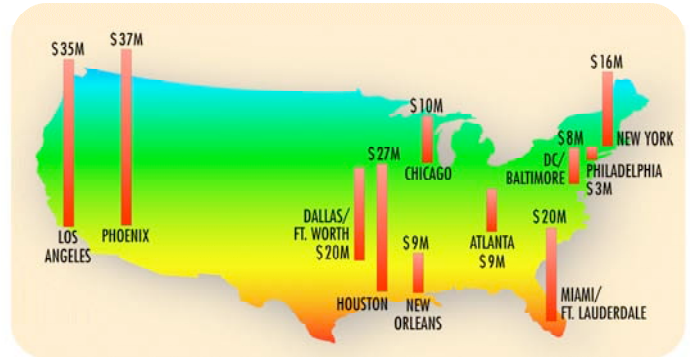 $35M
LOS
ANGELES
$37M
PHOENIX
$10M
CHICAGO
$27M
HOUSTON
DALLAS/
FT. WORTH
$20M
$9M
NEW
ORLEANS
ATLANTA
$9M
$20M
MIAMI/
FT. LAUDERDALE
$8M
DC/
BALTIMORE
$16M
NEW YORK
PHILADELPHIA
$3M